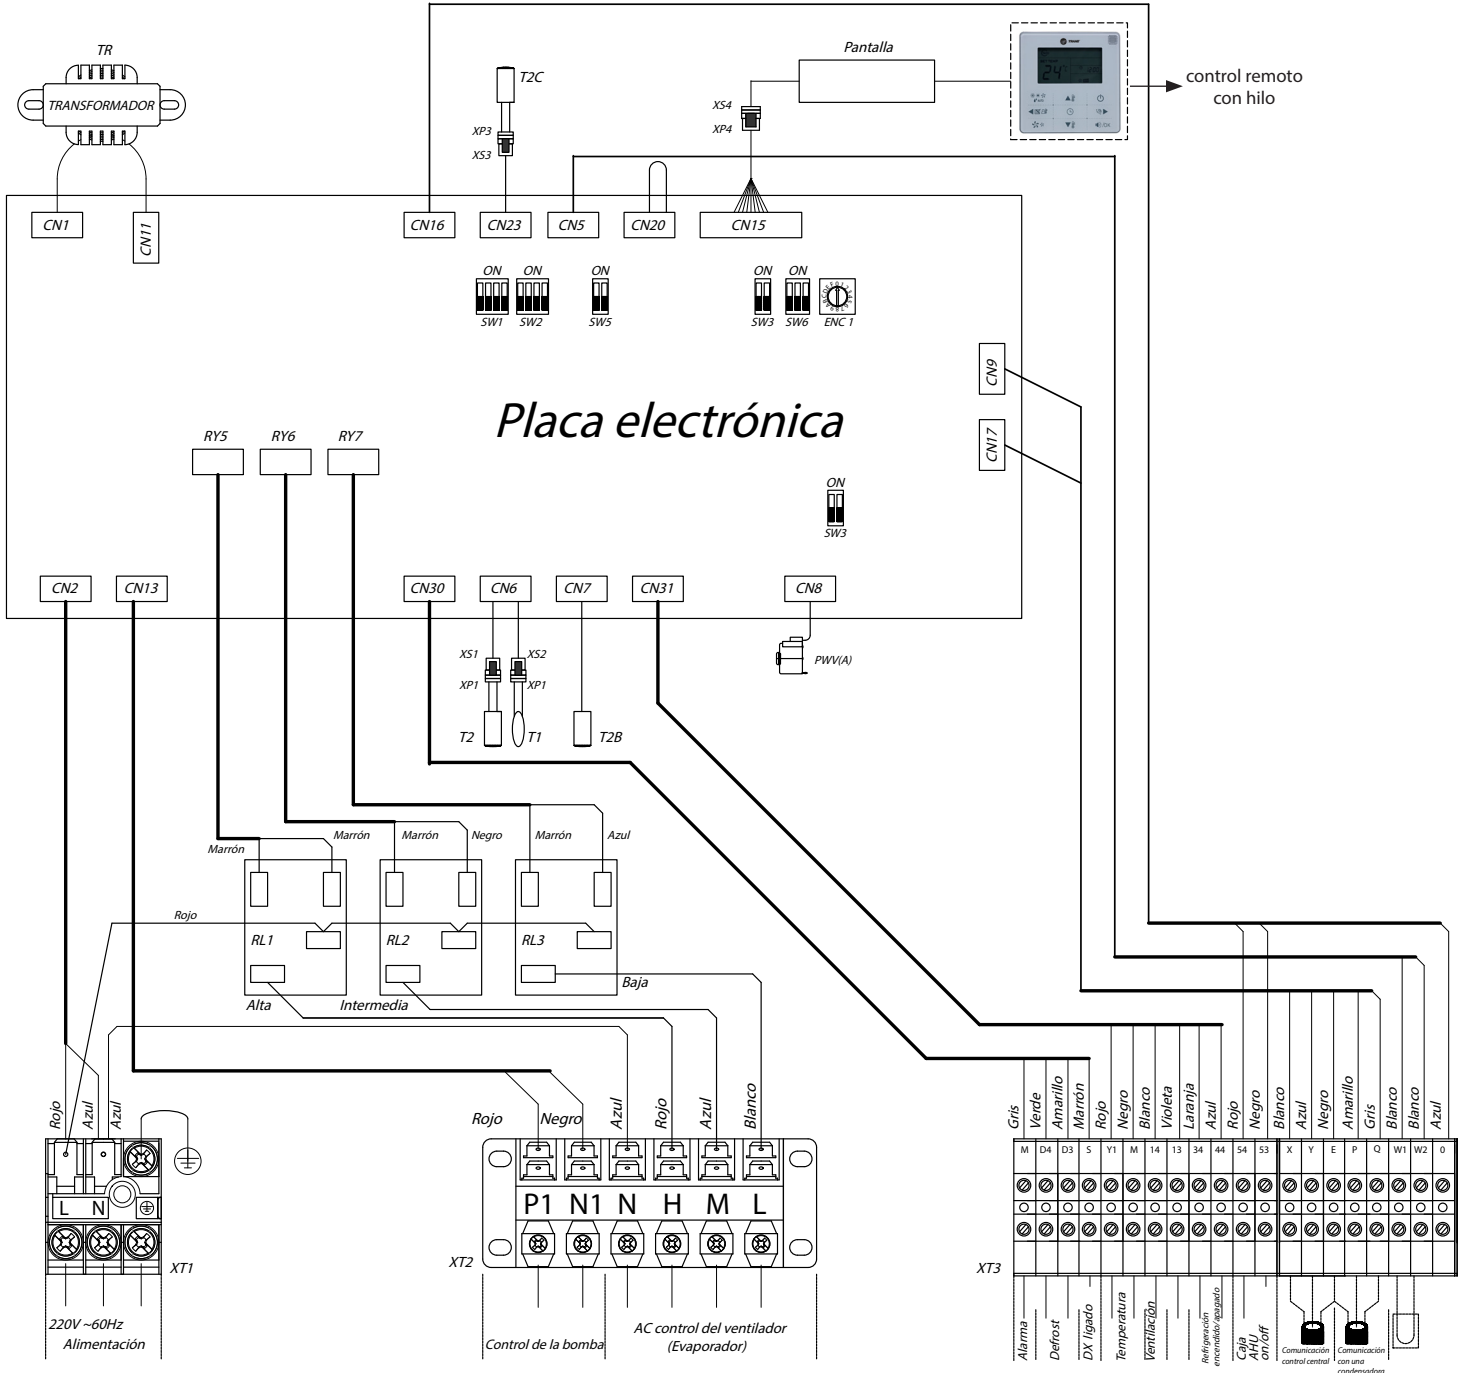 TR
TRANSFORMADOR
T2C
XP3
XS3
Pantalla
XS4
XP4
control remoto
con hilo
CN1
CN11
CN16
CN23
CN5
CN20
CN15
ON
ON
ON
ON
ON
SW1
SW2
SW5
SW3
SW6
ENC 1
CN9
Placa electrónica
CN17
RY5
RY6
RY7
ON
SW3
CN2
CN13
CN30
CN6
CN7
CN31
CN8
XS1
XS2
XP1
XP1
PWV(A)
T2
T1
T2B
Marrón
Marrón
Marrón
Negro
Marrón
Azul
Rojo
RL1
RL2
RL3
Alta
Intermedia
Baja
Rojo
Azul
Azul
Rojo
Negro
Azul
Rojo
Azul
Blanco
Gris
Verde
Amarillo
Marrón
Rojo
Negro
Blanco
Violeta
Laranja
Azul
Rojo
Negro
Blanco
Azul
Negro
Amarillo
Gris
Blanco
Blanco
Azul
M D4 D3 S Y1 M 14 13 34 44 54 53 X Y E P Q W1 W2 0
L N
P1 N1 N H M L
XT1
XT2
XT3
220V ~60Hz
Alimentación
Control de la bomba
AC control del ventilador
(Evaporador)
Alarma
Defrost
DX ligado
Temperatura
Ventilación
Refrigeración
encendido/apagado
Caja
AHU
on/off
Comunicación
control central
Comunicación
con una
condensadora